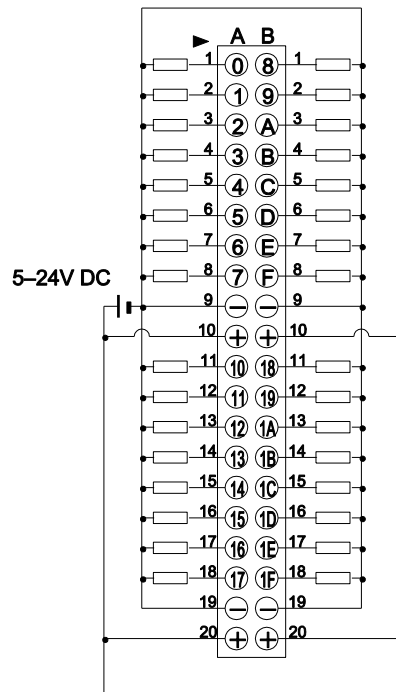 A B
1 0 8 1
2 1 9 2
3 2 A 3
4 3 B 4
5 4 C 5
6 5 D 6
7 6 E 7
8 7 F 8
5–24V DC
9 − − 9
10 + + 10
11 10 18 11
12 11 19 12
13 12 1A 13
14 13 1B 14
15 14 1C 15
16 15 1D 16
17 16 1E 17
18 17 1F 18
19 − − 19
20 + + 20